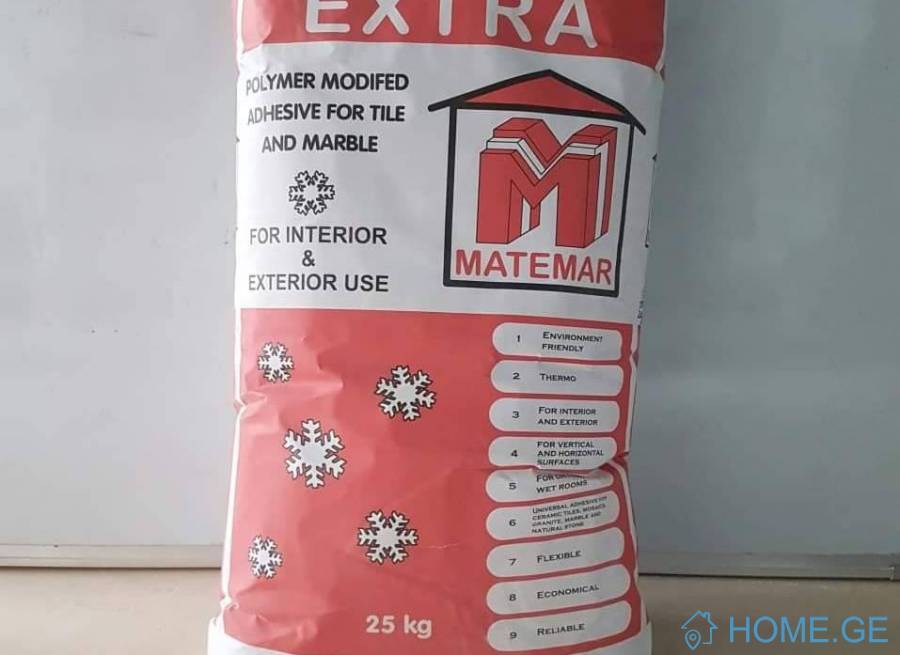 EXTRA
POLYMER MODIFED
ADHESIVE FOR TILE
AND MARBLE
FOR INTERIOR
&
EXTERIOR USE
MATEMAR
1 ENVIRONMENT
FRIENDLY
2 THERMO
3 FOR INTERIOR
AND EXTERIOR
4 FOR VERTICAL
AND HORIZONTAL
SURFACES
5 FOR
WET ROOMS
6 UNIVERSAL ADHESIVE FOR
CERAMIC TILES, MOSAICS,
GRANITE, MARBLE AND
NATURAL STONE
7 FLEXIBLE
8 ECONOMICAL
9 RELIABLE
25 kg
HOME.GE